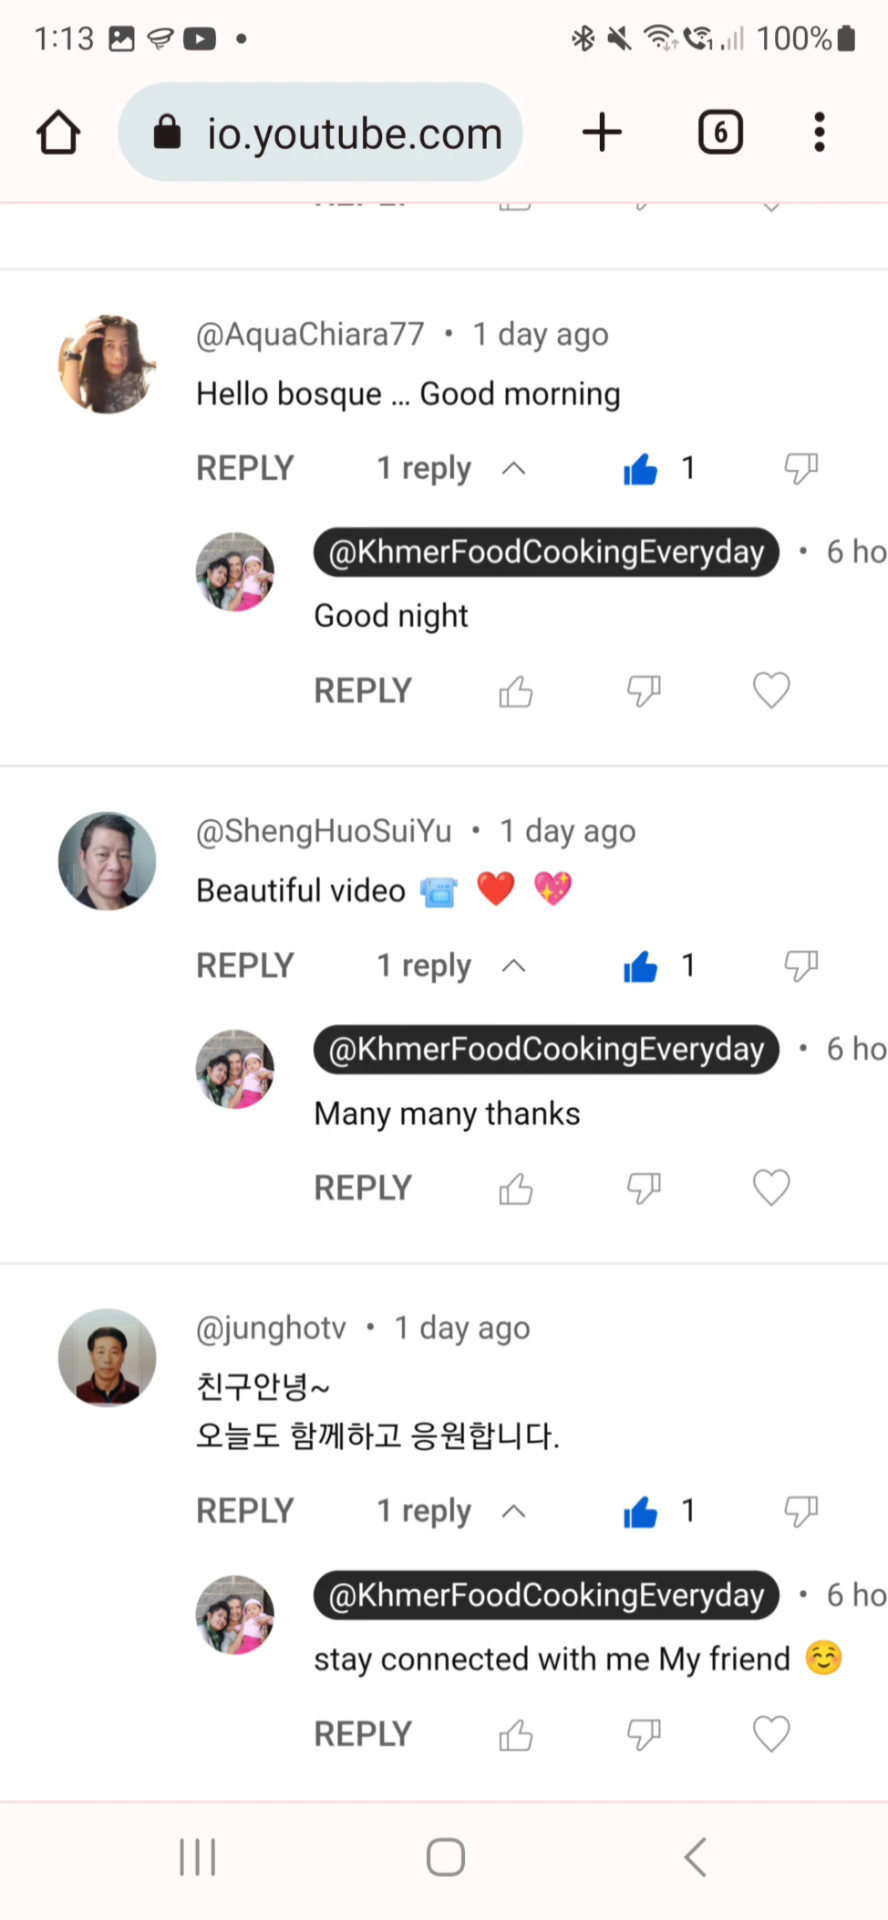 1:13
100%
io.youtube.com
6
@AquaChiara77 • 1 day ago
Hello bosque ... Good morning
REPLY 1 reply 1
@KhmerFoodCookingEveryday • 6 ho
Good night
REPLY
@ShengHuoSuiYu • 1 day ago
Beautiful video 📹 ❤️ 💖
REPLY 1 reply 1
@KhmerFoodCookingEveryday • 6 ho
Many many thanks
REPLY
@junghotv • 1 day ago
친구안녕~
오늘도 함께하고 응원합니다.
REPLY 1 reply 1
@KhmerFoodCookingEveryday • 6 ho
stay connected with me My friend ☺️
REPLY